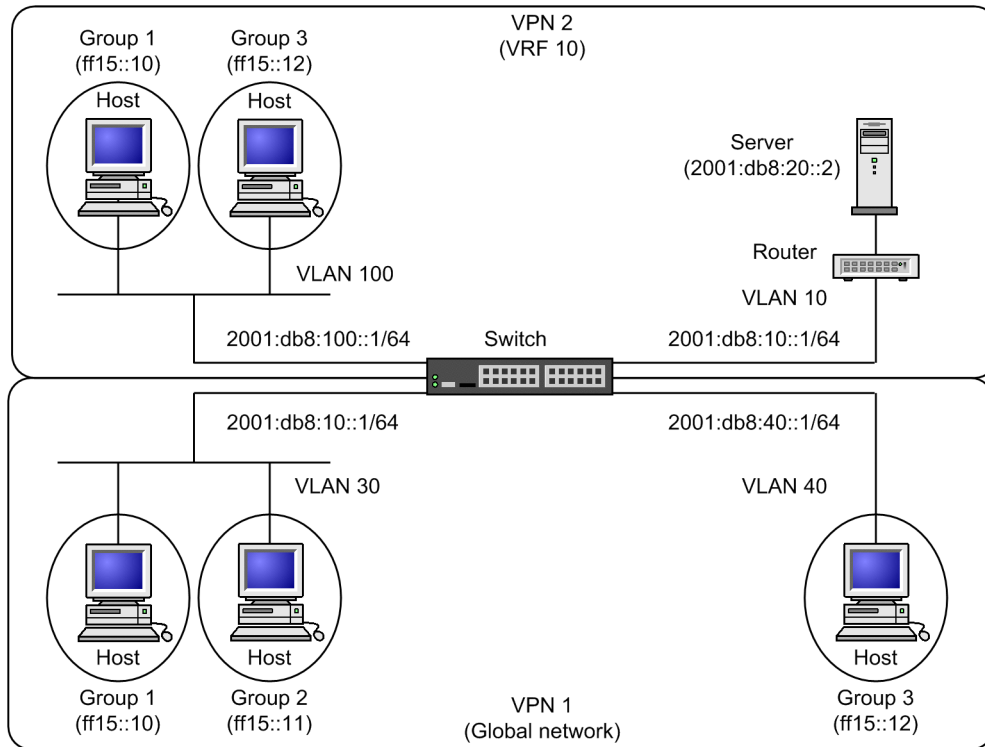 VPN 2
(VRF 10)
Group 1
(ff15::10)
Group 3
(ff15::12)
Host
Host
Server
(2001:db8:20::2)
Router
VLAN 100
VLAN 10
2001:db8:100::1/64
Switch
2001:db8:10::1/64
2001:db8:10::1/64
2001:db8:40::1/64
VLAN 30
VLAN 40
Host
Host
Host
Group 1
(ff15::10)
Group 2
(ff15::11)
Group 3
(ff15::12)
VPN 1
(Global network)